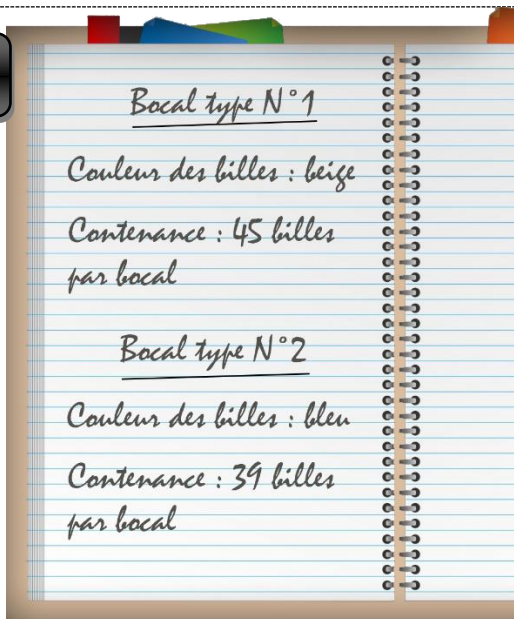 Bocal type N°1
Couleur des billes : beige
Contenance : 45 billes
par bocal
Bocal type N°2
Couleur des billes : bleu
Contenance : 39 billes
par bocal